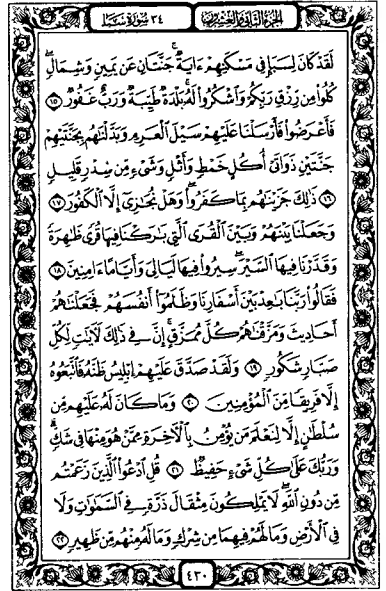 الجزء الثاني والعشرون ٣٤ سورة سبأ
لَقَدْ كَانَ لِسَبَإٍ فِي مَسْكَنِهِمْ ءَايَةٌ جَنَّتَانِ عَن يَمِينٍ وَشِمَالٍ
كُلُوا۟ مِن رِّزْقِ رَبِّكُمْ وَٱشْكُرُوا۟ لَهُۥ بَلْدَةٌ طَيِّبَةٌ وَرَبٌّ غَفُورٌ ١٥
فَأَعْرَضُوا۟ فَأَرْسَلْنَا عَلَيْهِمْ سَيْلَ ٱلْعَرِمِ وَبَدَّلْنَٰهُم بِجَنَّتَيْهِمْ
جَنَّتَيْنِ ذَوَاتَىْ أُكُلٍ خَمْطٍ وَأَثْلٍ وَشَىْءٍ مِّن سِدْرٍ قَلِيلٍ
١٦ ذَٰلِكَ جَزَيْنَٰهُم بِمَا كَفَرُوا۟ وَهَلْ نُجَٰزِىٓ إِلَّا ٱلْكَفُورَ ١٧
وَجَعَلْنَا بَيْنَهُمْ وَبَيْنَ ٱلْقُرَى ٱلَّتِى بَٰرَكْنَا فِيهَا قُرًى ظَٰهِرَةً
وَقَدَّرْنَا فِيهَا ٱلسَّيْرَ سِيرُوا۟ فِيهَا لَيَالِىَ وَأَيَّامًا ءَامِنِينَ ١٨
فَقَالُوا۟ رَبَّنَا بَٰعِدْ بَيْنَ أَسْفَارِنَا وَظَلَمُوٓا۟ أَنفُسَهُمْ فَجَعَلْنَٰهُمْ
أَحَادِيثَ وَمَزَّقْنَٰهُمْ كُلَّ مُمَزَّقٍ إِنَّ فِى ذَٰلِكَ لَءَايَٰتٍ لِّكُلِّ
صَبَّارٍ شَكُورٍ ١٩ وَلَقَدْ صَدَّقَ عَلَيْهِمْ إِبْلِيسُ ظَنَّهُۥ فَٱتَّبَعُوهُ
إِلَّا فَرِيقًا مِّنَ ٱلْمُؤْمِنِينَ ٢٠ وَمَا كَانَ لَهُۥ عَلَيْهِم مِّن
سُلْطَٰنٍ إِلَّا لِنَعْلَمَ مَن يُؤْمِنُ بِٱلْءَاخِرَةِ مِمَّنْ هُوَ مِنْهَا فِى شَكٍّ
وَرَبُّكَ عَلَىٰ كُلِّ شَىْءٍ حَفِيظٌ ٢١ قُلِ ٱدْعُوا۟ ٱلَّذِينَ زَعَمْتُم
مِّن دُونِ ٱللَّهِ لَا يَمْلِكُونَ مِثْقَالَ ذَرَّةٍ فِى ٱلسَّمَٰوَٰتِ وَلَا
فِى ٱلْأَرْضِ وَمَا لَهُمْ فِيهِمَا مِن شِرْكٍ وَمَا لَهُۥ مِنْهُم مِّن ظَهِيرٍ ٢٢
٤٣٠